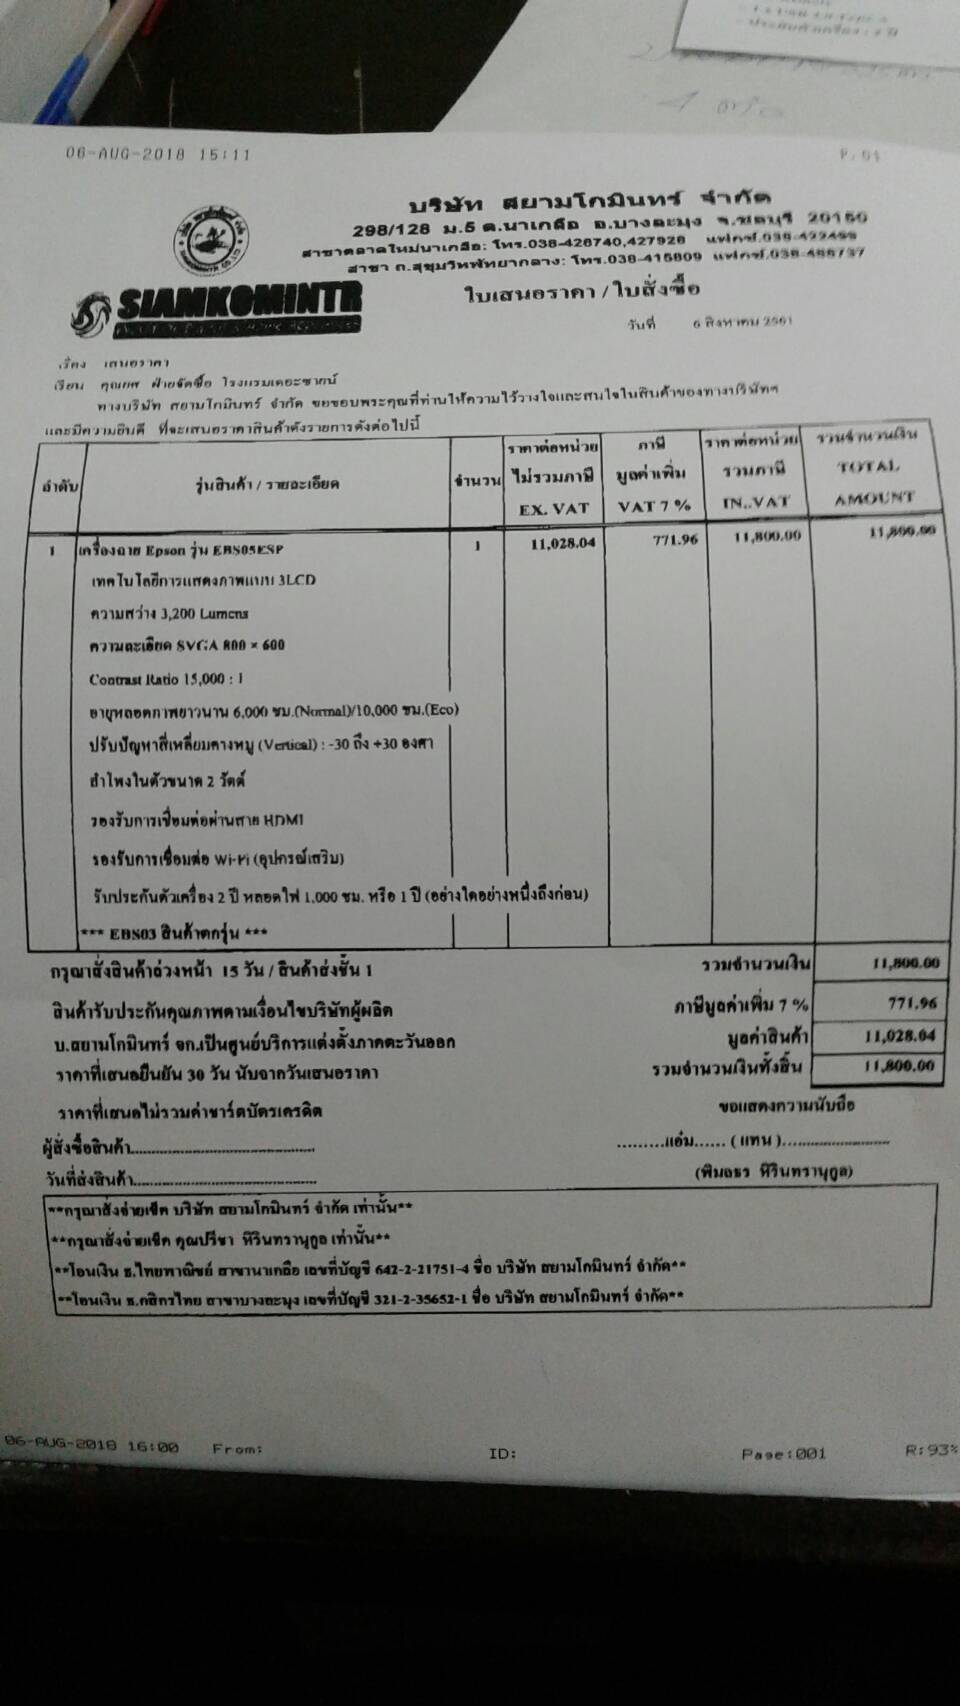 06-AUG-2018 15:11
P.01
บริษัท สยามโกมินทร์ จำกัด
298/128 ม.5 ต.นาเกลือ อ.บางละมุง จ.ชลบุรี 20150
สาขาตลาดใหม่นาเกลือ: โทร.038-426740,427928 แฟกซ์.038-422499
สาขา ถ.สุขุมวิทพัทยากลาง: โทร.038-415809 แฟกซ์.038-488737
SIAMKOMINTR
ใบเสนอราคา / ใบสั่งซื้อ
วันที่ 6 สิงหาคม 2561
เรื่อง เสนอราคา
เรียน คุณยศ ฝ่ายจัดซื้อ โรงแรมเดอะซายน์
ทางบริษัท สยามโกมินทร์ จำกัด ขอขอบพระคุณที่ท่านให้ความไว้วางใจและสนใจในสินค้าของทางบริษัทฯ
และมีความยินดี ที่จะเสนอราคาสินค้าดังรายการดังต่อไปนี้
ลำดับ รุ่นสินค้า / รายละเอียด จำนวน ราคาต่อหน่วย ไม่รวมภาษี EX. VAT ภาษี มูลค่าเพิ่ม VAT 7 % ราคาต่อหน่วย รวมภาษี IN..VAT รวมจำนวนเงิน TOTAL AMOUNT
1 เครื่องฉาย Epson รุ่น EBS05ESP 1 11,028.04 771.96 11,800.00 11,800.00
เทคโนโลยีการแสดงภาพแบบ 3LCD
ความสว่าง 3,200 Lumens
ความละเอียด SVGA 800 × 600
Contrast Ratio 15,000 : 1
อายุหลอดภาพยาวนาน 6,000 ชม.(Normal)/10,000 ชม.(Eco)
ปรับปัญหาสี่เหลี่ยมคางหมู (Vertical) : -30 ถึง +30 องศา
ลำโพงในตัวขนาด 2 วัตต์
รองรับการเชื่อมต่อผ่านสาย HDMI
รองรับการเชื่อมต่อ Wi-Fi (อุปกรณ์เสริม)
รับประกันตัวเครื่อง 2 ปี หลอดไฟ 1,000 ชม. หรือ 1 ปี (อย่างใดอย่างหนึ่งถึงก่อน)
*** EBS03 สินค้าตกรุ่น ***
กรุณาสั่งสินค้าล่วงหน้า 15 วัน / สินค้าส่งชั้น 1 รวมจำนวนเงิน 11,800.00
สินค้ารับประกันคุณภาพตามเงื่อนไขบริษัทผู้ผลิต ภาษีมูลค่าเพิ่ม 7 % 771.96
บ.สยามโกมินทร์ จก.เป็นศูนย์บริการแต่งตั้งภาคตะวันออก มูลค่าสินค้า 11,028.04
ราคาที่เสนอยืนยัน 30 วัน นับจากวันเสนอราคา รวมจำนวนเงินทั้งสิ้น 11,800.00
ราคาที่เสนอไม่รวมค่าชาร์ตบัตรเครดิต ขอแสดงความนับถือ
ผู้สั่งซื้อสินค้า............................................ .........แอ๋ม...... ( แทน )..........................
วันที่ส่งสินค้า............................................ (พิมลธร หิรินทรานุกูล)
**กรุณาสั่งจ่ายเช็ค บริษัท สยามโกมินทร์ จำกัด เท่านั้น**
**กรุณาสั่งจ่ายเช็ค คุณปรีชา หิรินทรานุกูล เท่านั้น**
**โอนเงิน ธ.ไทยพาณิชย์ สาขานาเกลือ เลขที่บัญชี 642-2-21751-4 ชื่อ บริษัท สยามโกมินทร์ จำกัด**
**โอนเงิน ธ.กสิกรไทย สาขาบางละมุง เลขที่บัญชี 321-2-35652-1 ชื่อ บริษัท สยามโกมินทร์ จำกัด**
06-AUG-2018 16:00 From: ID: Page:001 R:93%